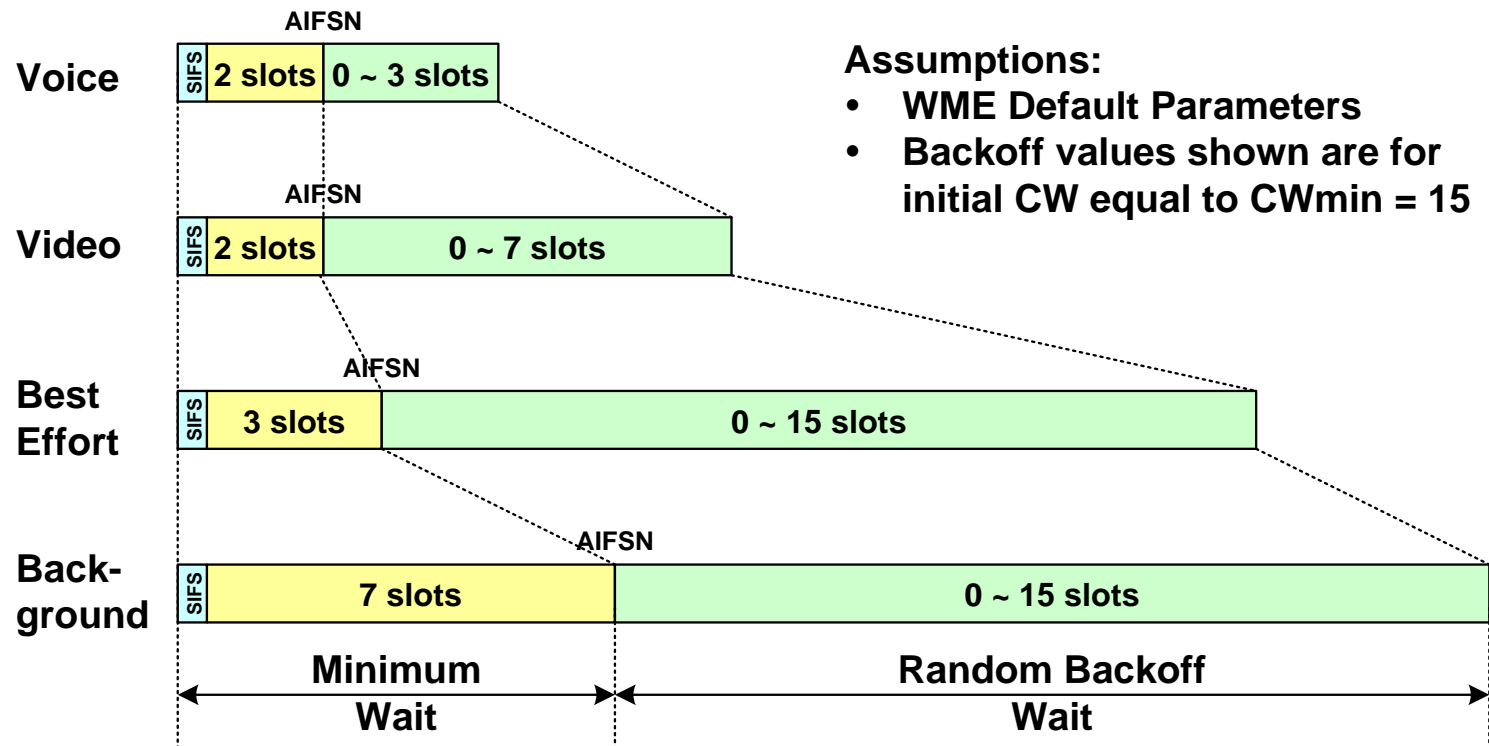 AIFSN
Voice
SIFS
2 slots
0 ~ 3 slots
Assumptions:
• WME Default Parameters
• Backoff values shown are for
initial CW equal to CWmin = 15
AIFSN
Video
SIFS
2 slots
0 ~ 7 slots
AIFSN
Best
Effort
SIFS
3 slots
0 ~ 15 slots
AIFSN
Back-
ground
SIFS
7 slots
0 ~ 15 slots
Minimum
Wait
Random Backoff
Wait